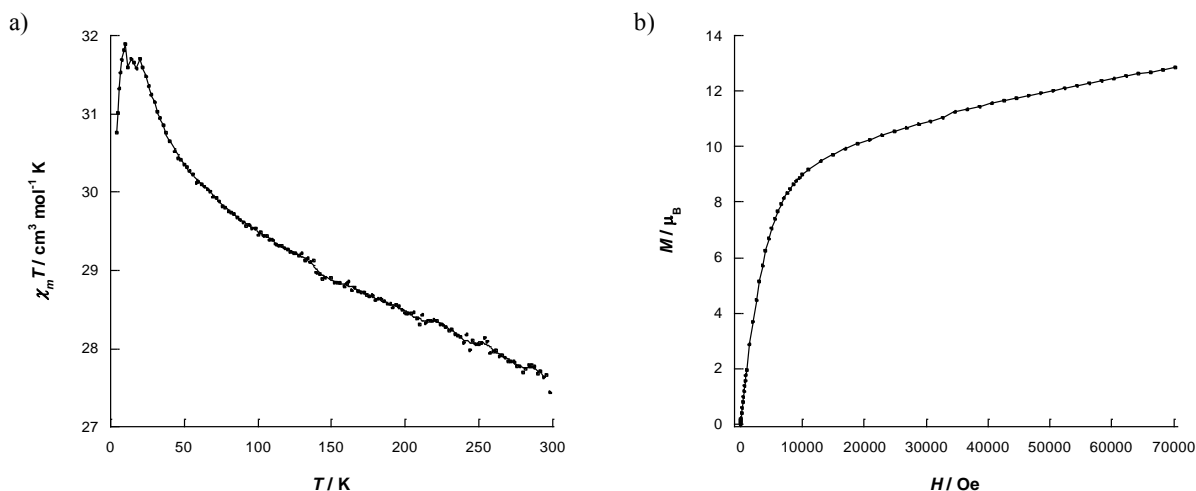 a)
32
31
30
29
28
27
χₘT / cm³ mol⁻¹ K
0 50 100 150 200 250 300
T / K
b)
14
12
10
8
6
4
2
0
M / μB
0 10000 20000 30000 40000 50000 60000 70000
H / Oe